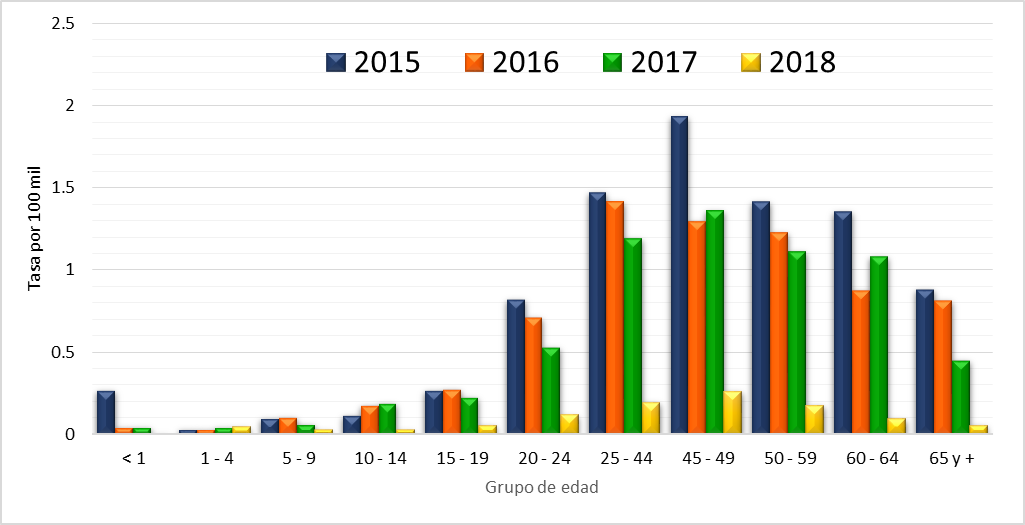 2.5
2015 2016 2017 2018
2
1.5
1
0.5
0
Tasa por 100 mil
< 1 1 - 4 5 - 9 10 - 14 15 - 19 20 - 24 25 - 44 45 - 49 50 - 59 60 - 64 65 y +
Grupo de edad